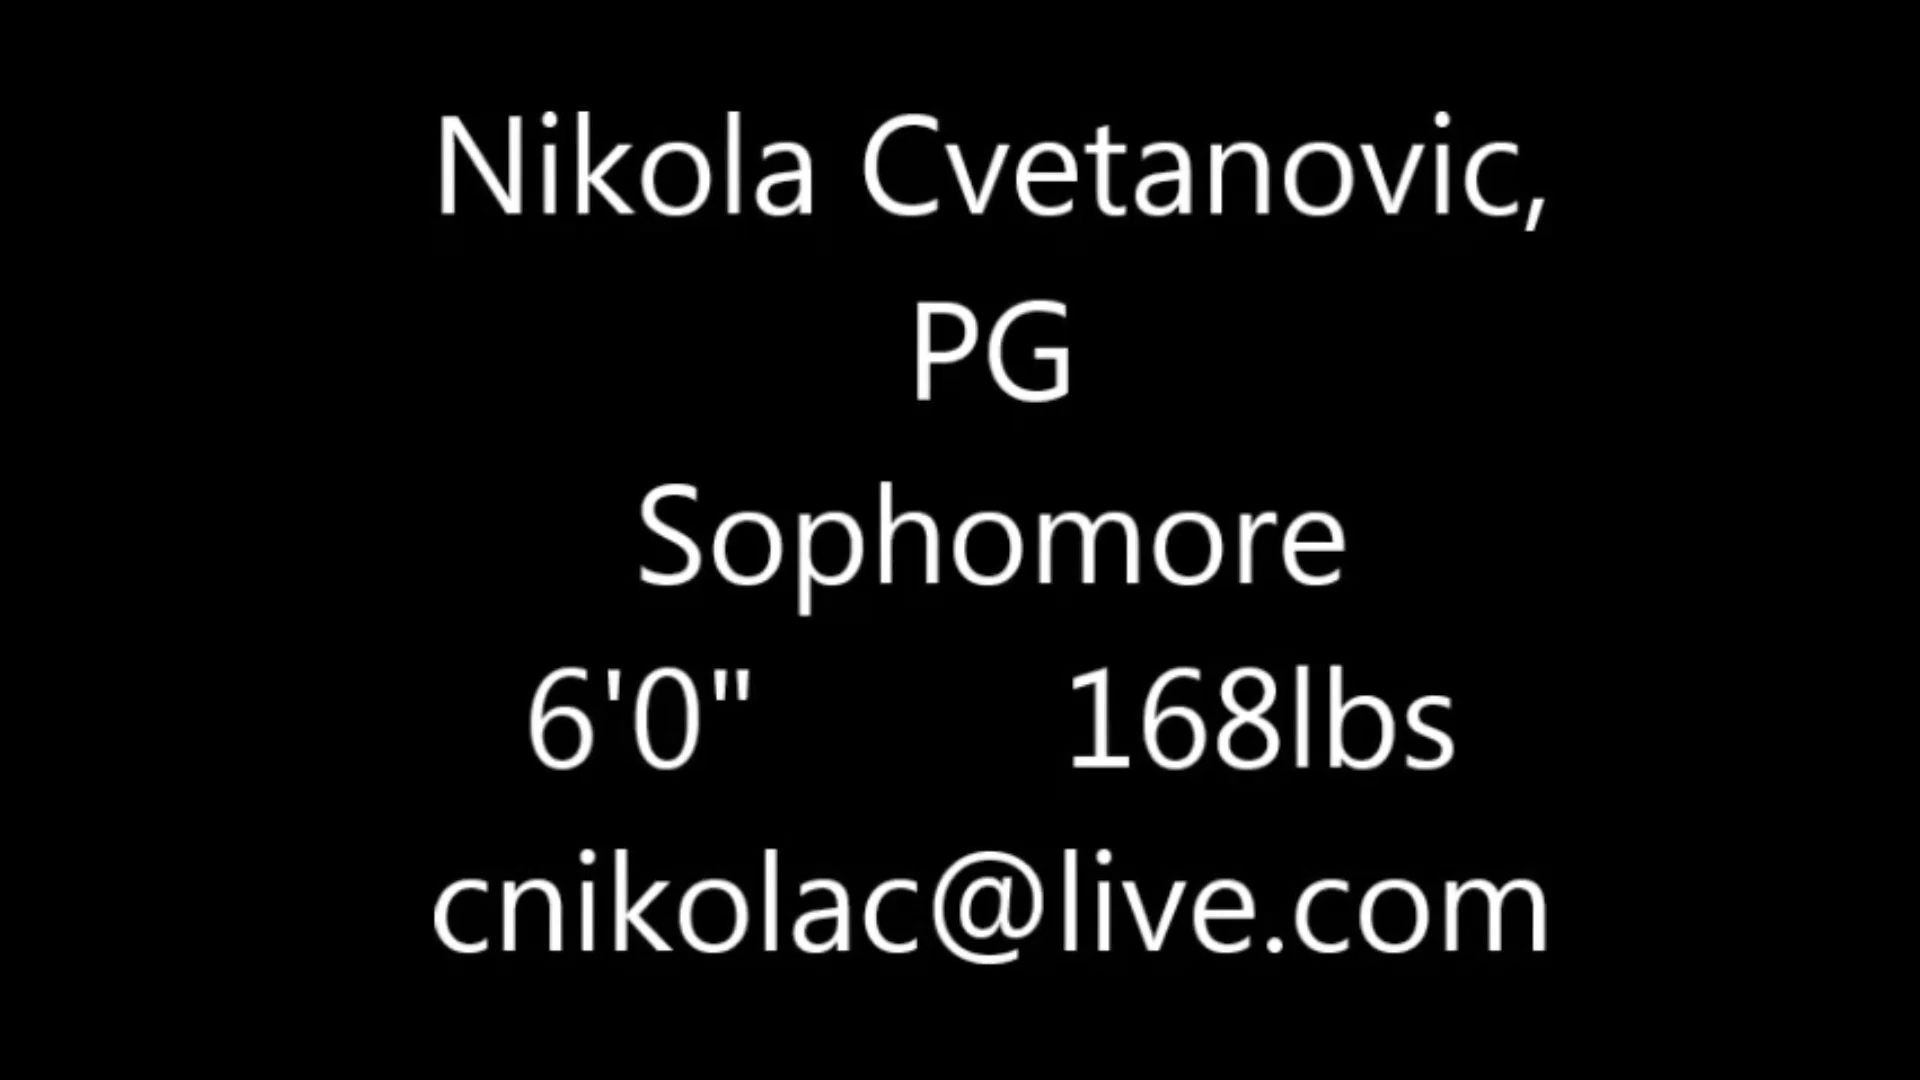 Nikola Cvetanovic,
PG
Sophomore
6'0" 168lbs
cnikolac@live.com